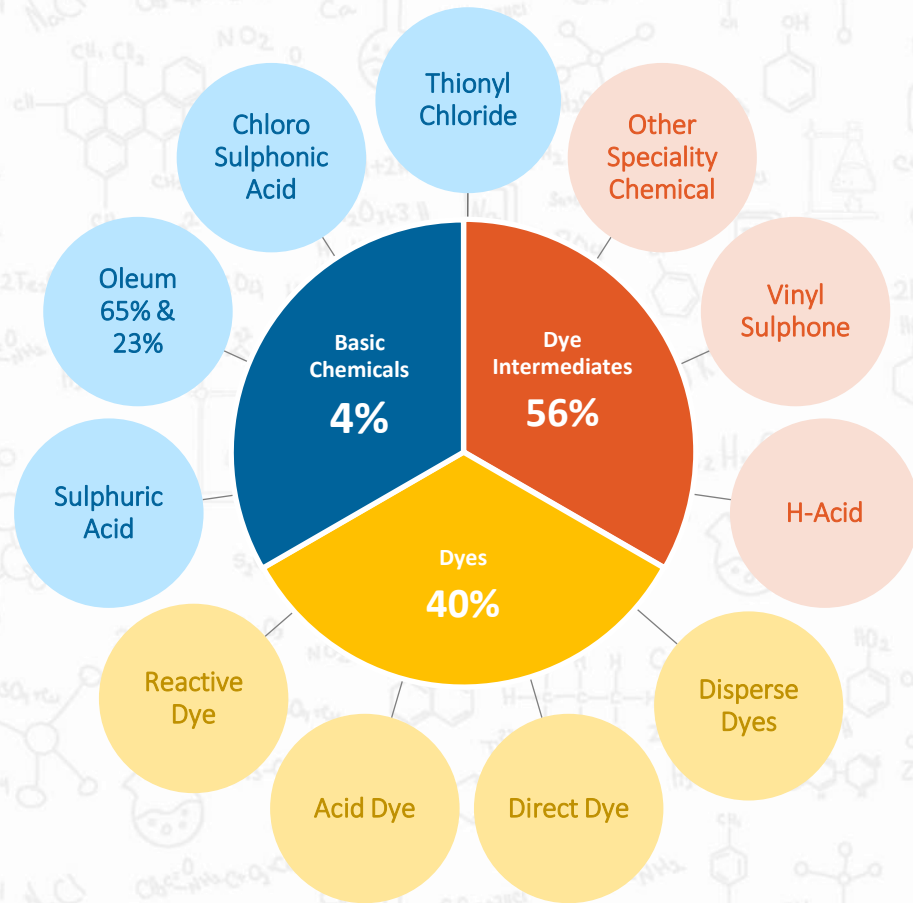 Thionyl
Chloride
Chloro
Sulphonic
Acid
Other
Speciality
Chemical
Oleum
65% &
23%
Vinyl
Sulphone
Basic
Chemicals
4%
Dye
Intermediates
56%
Sulphuric
Acid
H-Acid
Dyes
40%
Reactive
Dye
Disperse
Dyes
Acid Dye
Direct Dye